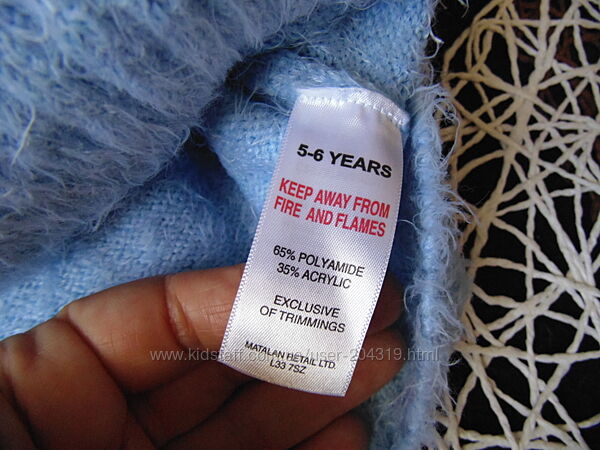 5-6 YEARS
KEEP AWAY FROM
FIRE AND FLAMES
65% POLYAMIDE
35% ACRYLIC
EXCLUSIVE
OF TRIMMINGS
MATALAN RETAIL LTD.
L33 7SZ